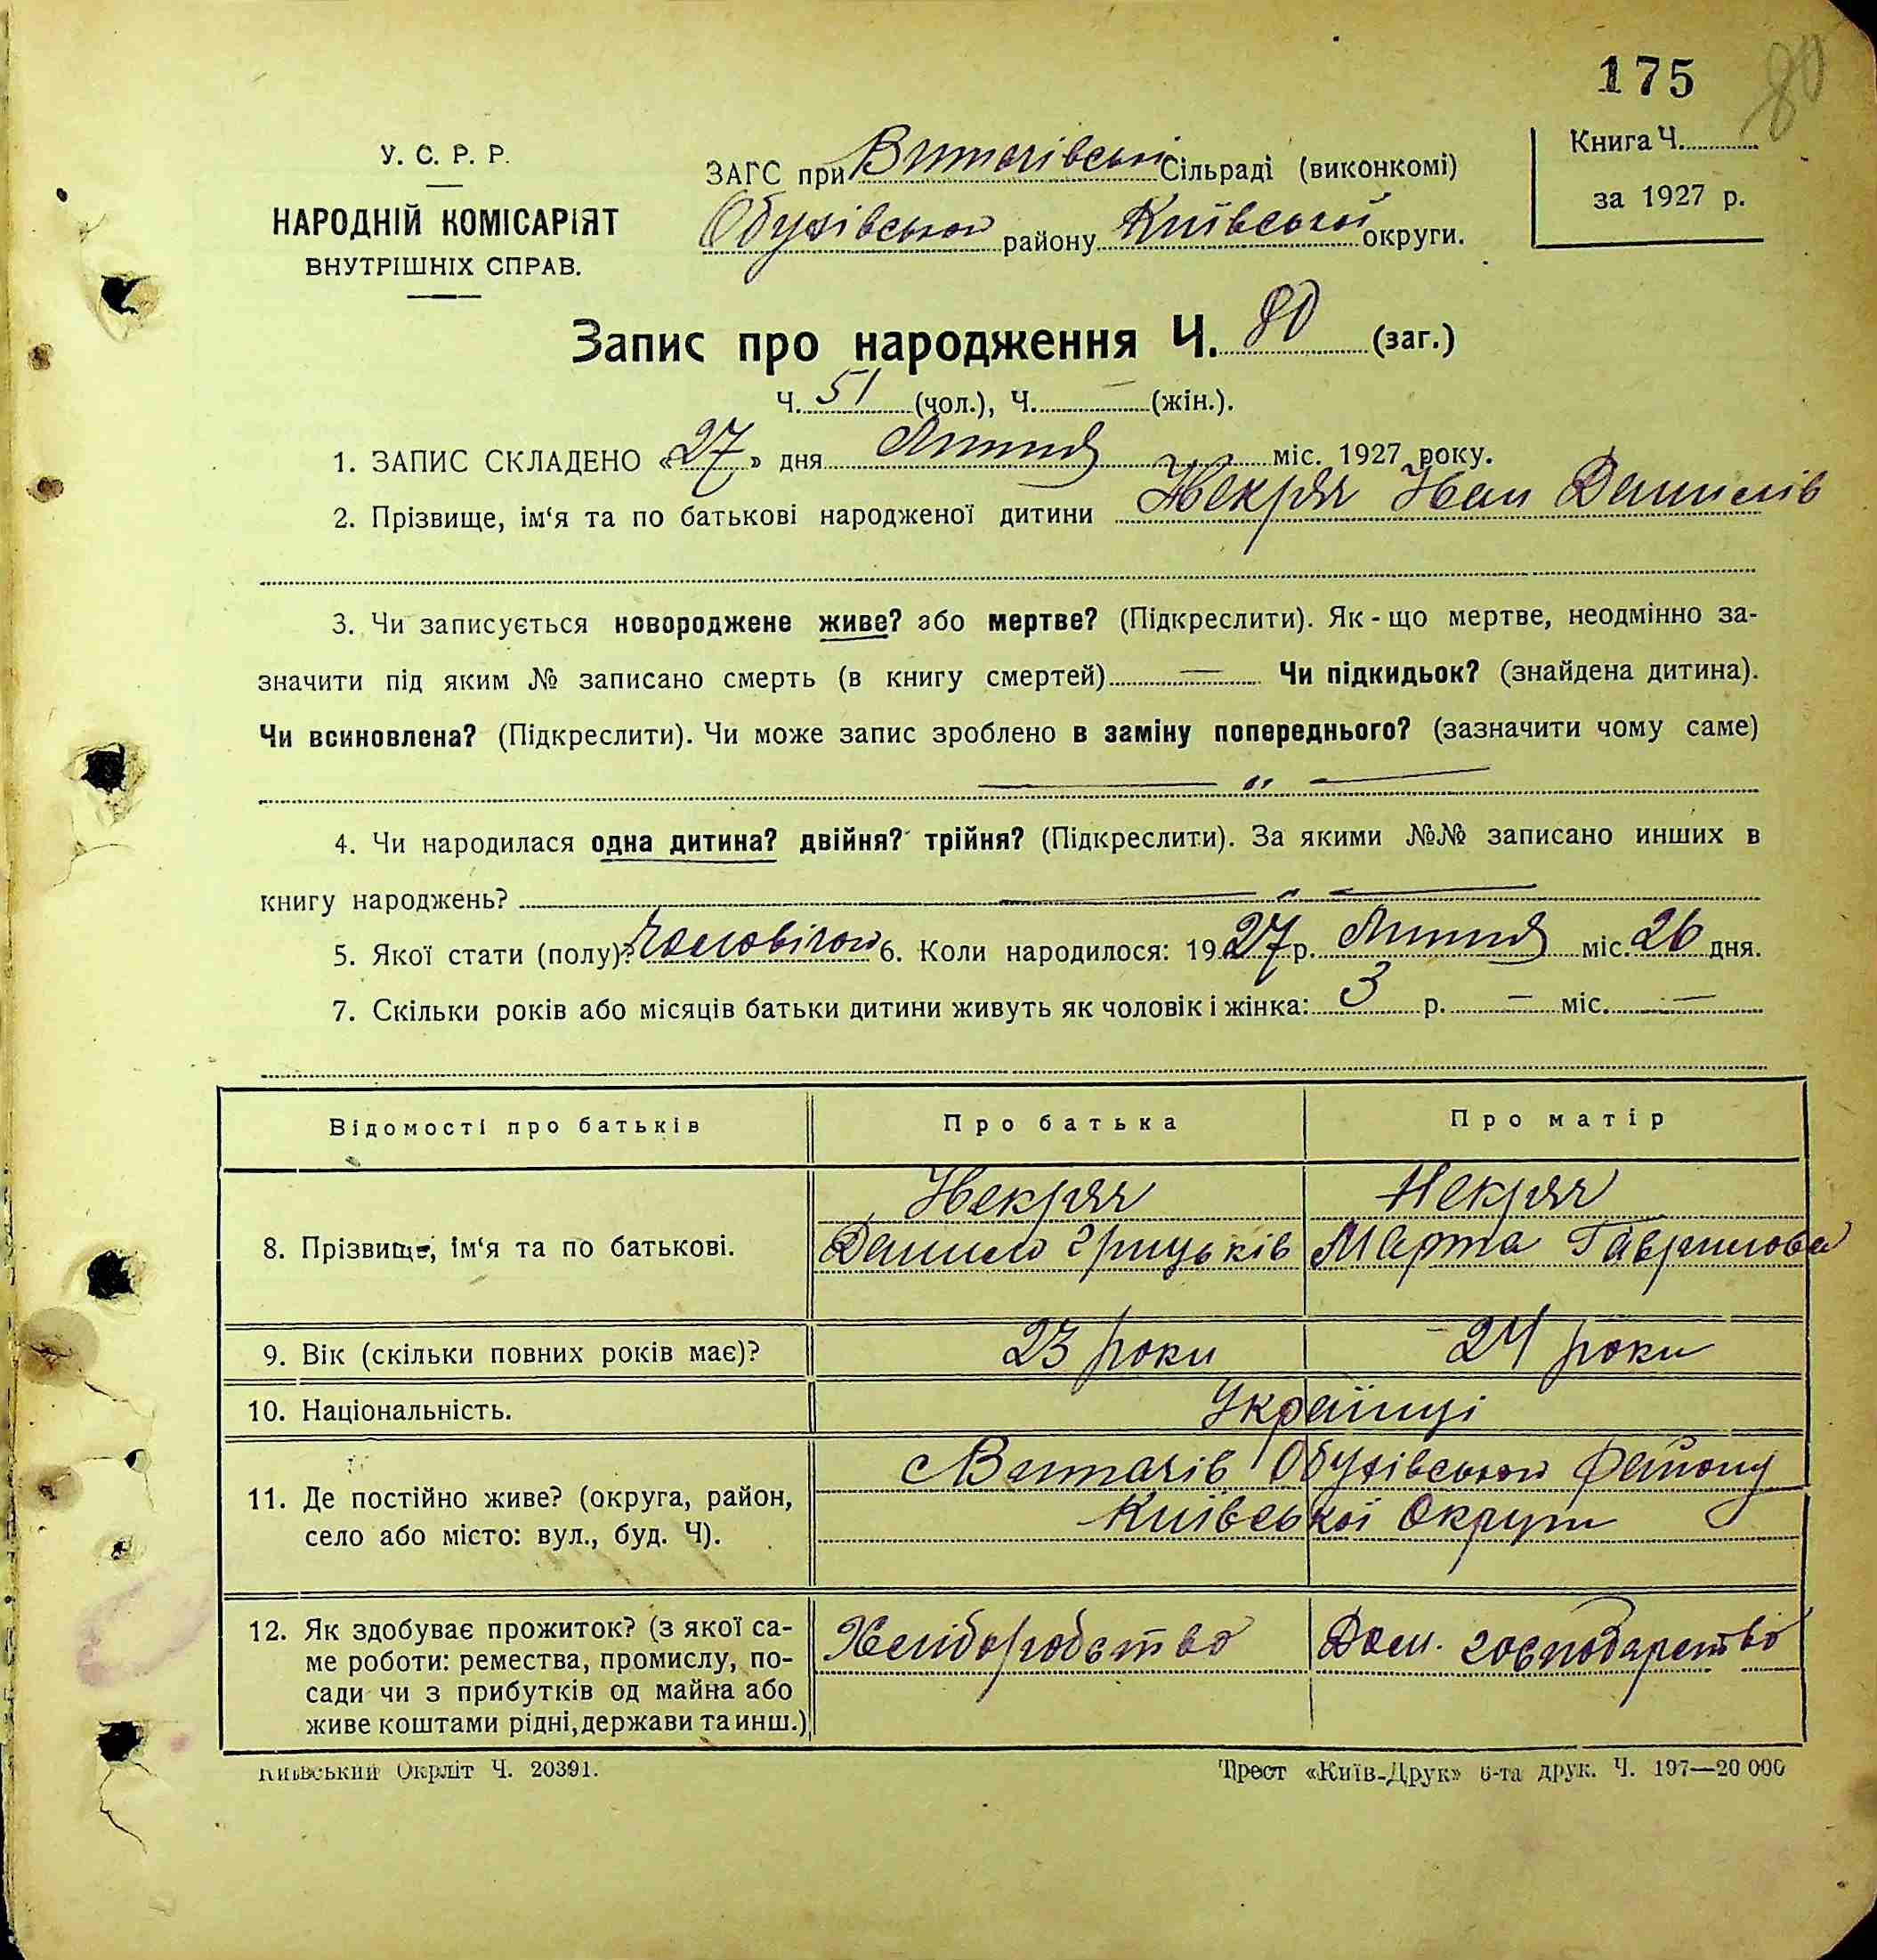 175
80
У. С. Р. Р.
НАРОДНІЙ КОМІСАРІЯТ
ВНУТРІШНІХ СПРАВ.
ЗАГС при Витачівські Сільраді (виконкомі)
Обухівського району Київської округи.
Книга Ч.
за 1927 р.
Запис про народження Ч. 80 (заг.)
Ч. 51 (чол.), Ч. — (жін.).
1. ЗАПИС СКЛАДЕНО «27» дня Липня міс. 1927 року.
2. Прізвище, ім‘я та по батькові народженої дитини Некряч Іван Данилів
3. Чи записується новороджене живе? або мертве? (Підкреслити). Як-що мертве, неодмінно за-
значити під яким № записано смерть (в книгу смертей) — Чи підкидьок? (знайдена дитина).
Чи всиновлена? (Підкреслити). Чи може запис зроблено в заміну попереднього? (зазначити чому саме)
— „ —
4. Чи народилася одна дитина? двійня? трійня? (Підкреслити). За якими №№ записано инших в
книгу народжень? — „ —
5. Якої стати (полу)? Чоловічої 6. Коли народилося: 1927 р. Липня міс. 26 дня.
7. Скільки років або місяців батьки дитини живуть як чоловік і жінка: 3 р. — міс. —
Відомості про батьків Про батька Про матір
8. Прізвище, ім‘я та по батькові. Некряч Некряч
Данило Грицьків Марта Гаврилова
9. Вік (скільки повних років має)? 23 роки 24 роки
10. Національність. Українці
11. Де постійно живе? (округа, район,
село або місто: вул., буд. Ч).
с Витачів Обухівського Району
Київської Округи
12. Як здобуває прожиток? (з якої са-
ме роботи: ремества, промислу, по-
сади чи з прибутків од майна або
живе коштами рідні, держави та инш.)
Хліборобство Дом. господарство
Київський Окрліт Ч. 20391.
Трест «Київ-Друк» 6-та друк. Ч. 197—20 000